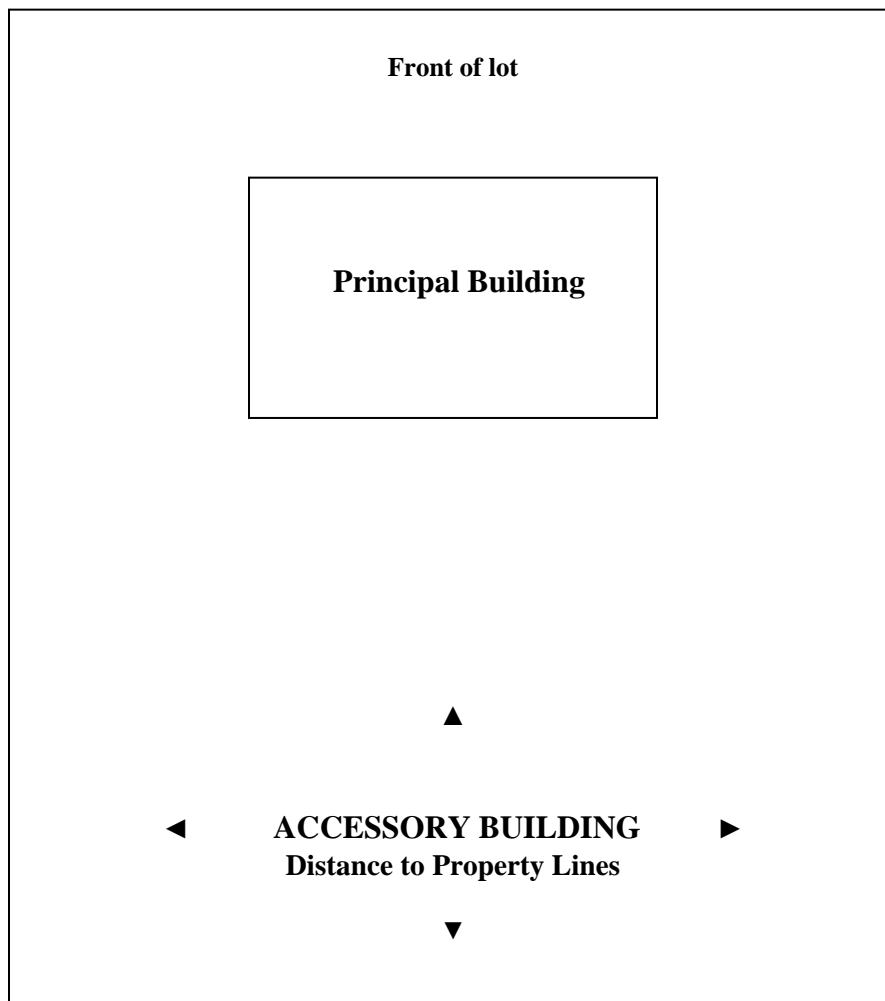 Front of lot
Principal Building
▲
◄ ACCESSORY BUILDING ►
Distance to Property Lines
▼